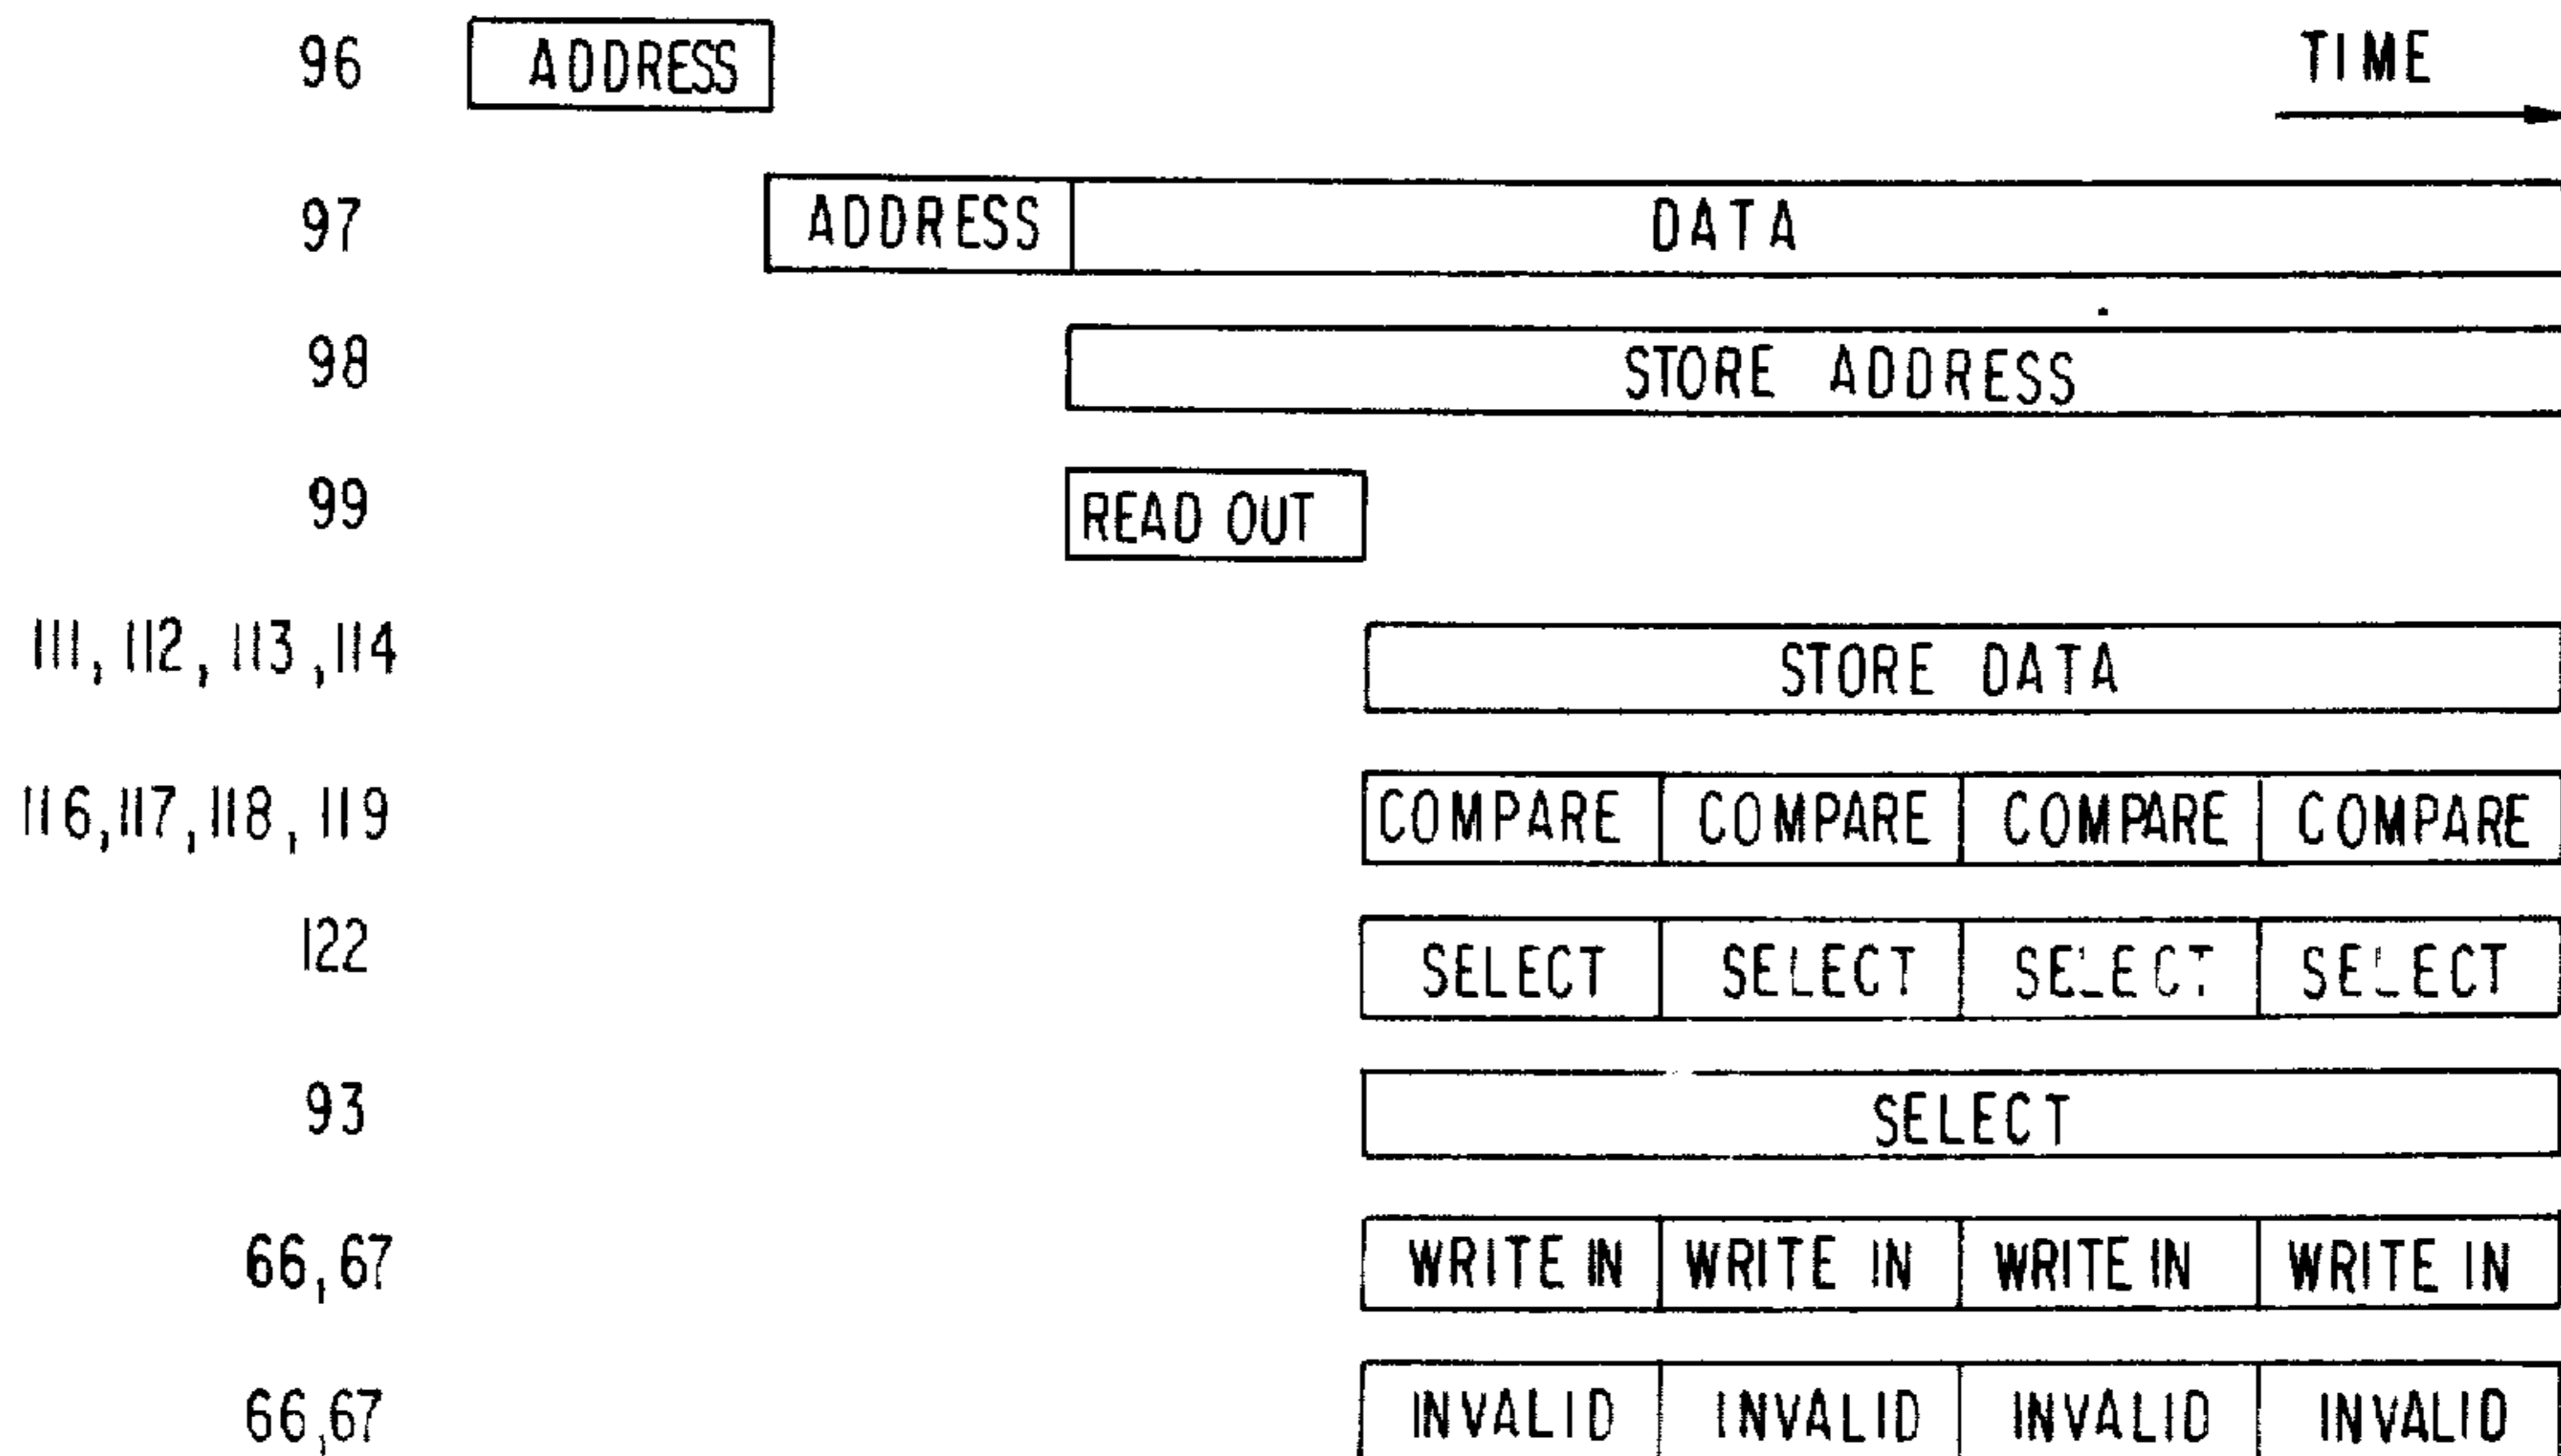 96 ADDRESS TIME
97 ADDRESS DATA
98 STORE ADDRESS
99 READ OUT
111, 112, 113, 114 STORE DATA
116, 117, 118, 119 COMPARE COMPARE COMPARE COMPARE
122 SELECT SELECT SELECT SELECT
93 SELECT
66, 67 WRITE IN WRITE IN WRITE IN WRITE IN
66, 67 INVALID INVALID INVALID INVALID